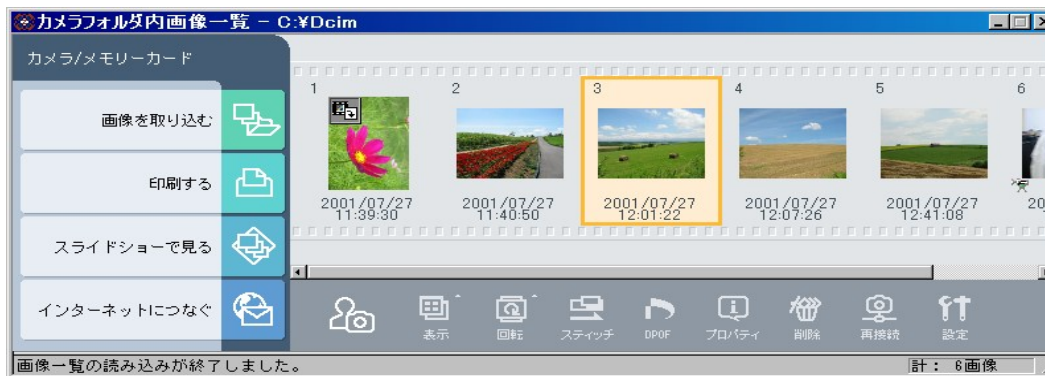 カメラフォルダ内画像一覧 － C:¥Dcim
カメラ/メモリーカード
画像を取り込む
印刷する
スライドショーで見る
インターネットにつなぐ
1
2001/07/27
11:39:30
2
2001/07/27
11:40:50
3
2001/07/27
12:01:22
4
2001/07/27
12:07:26
5
2001/07/27
12:41:08
6
20
表示
回転
スティッチ
DPOF
プロパティ
削除
再接続
設定
画像一覧の読み込みが終了しました。
計： 6画像